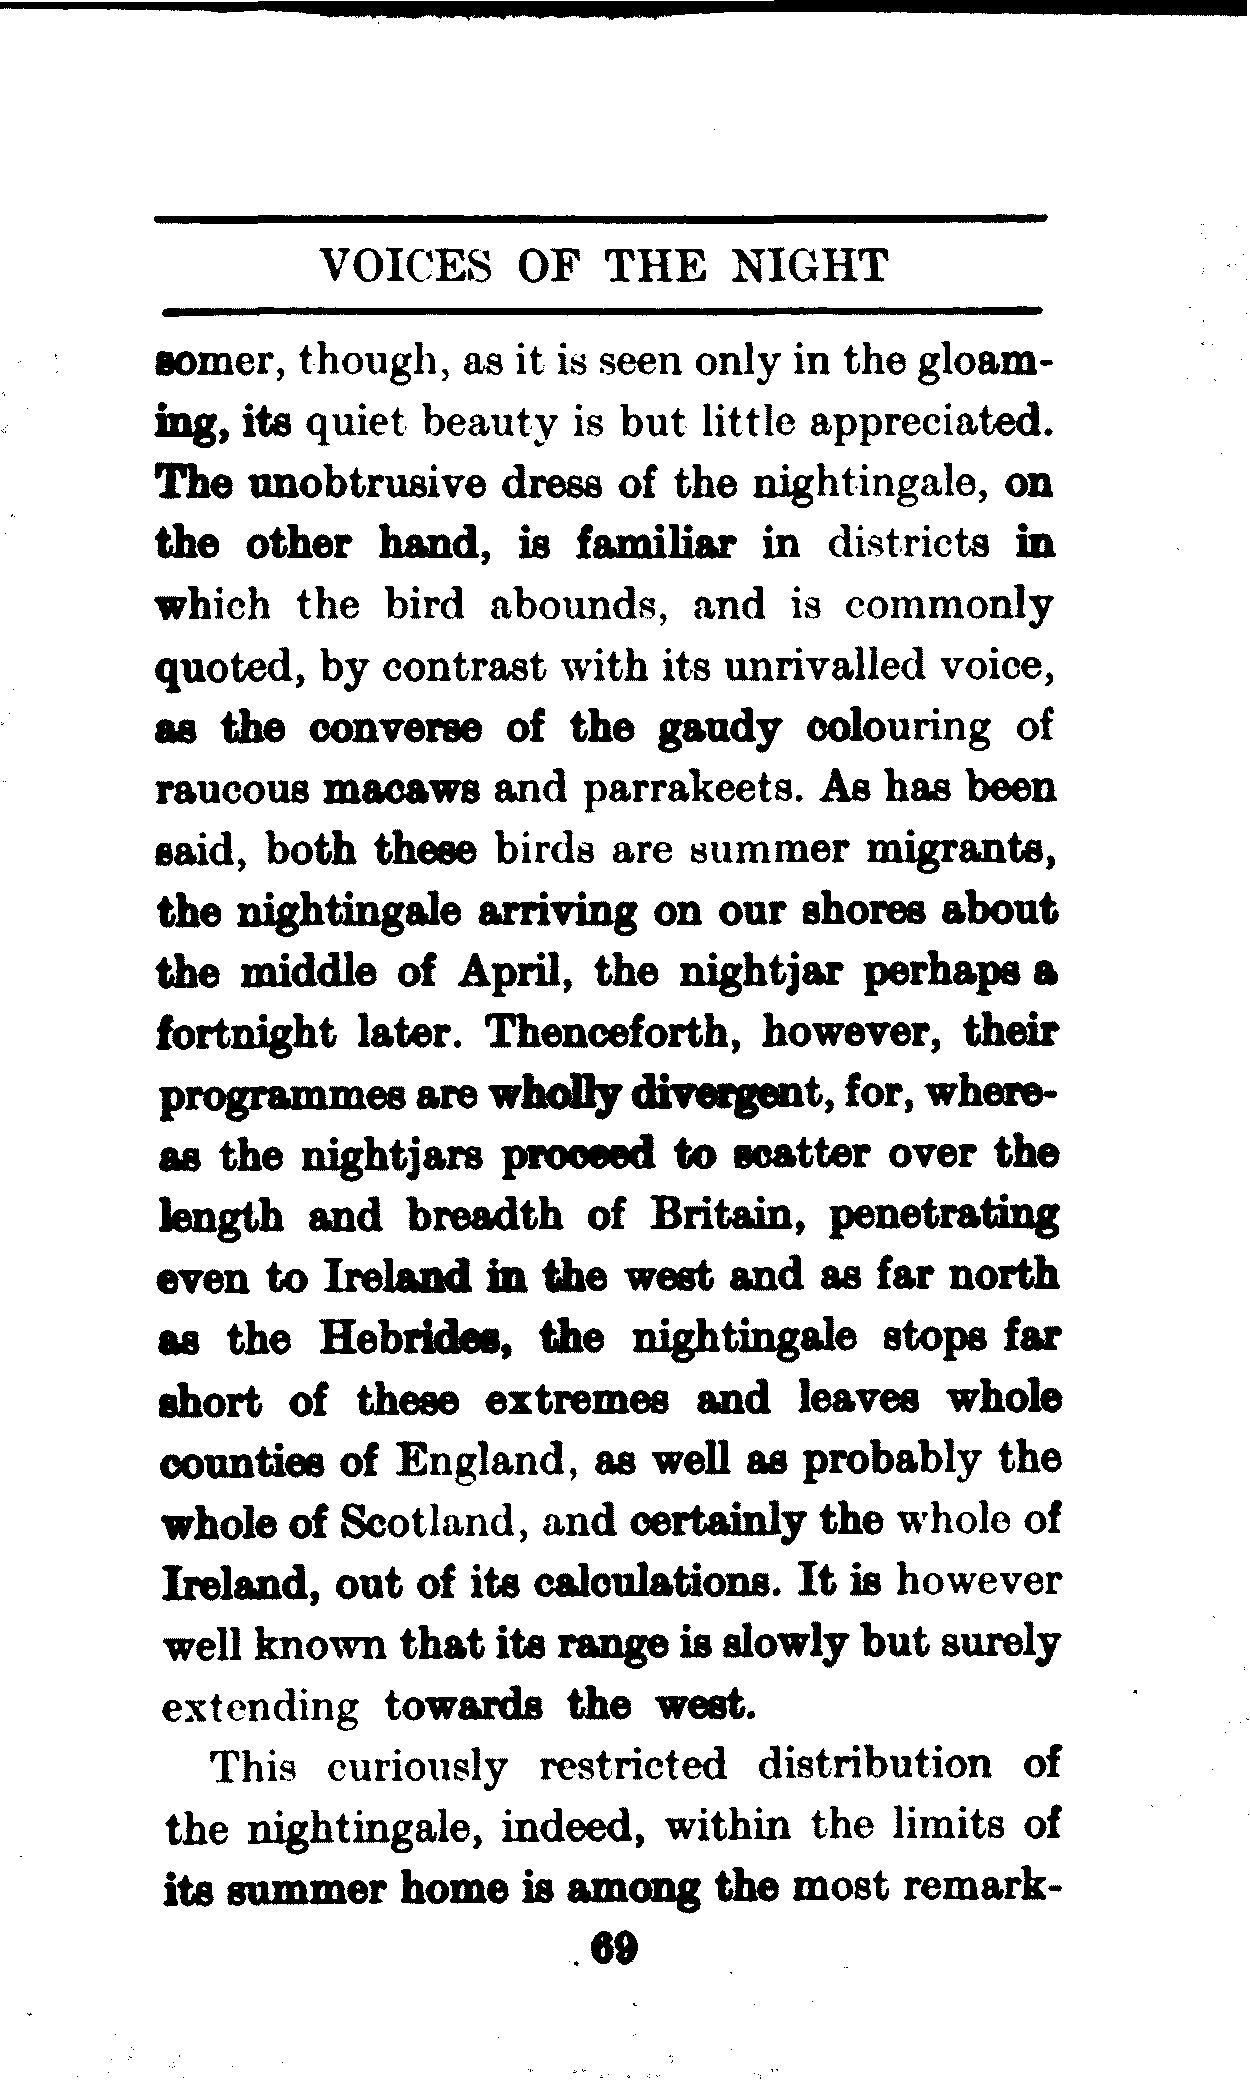 VOICES OF THE NIGHT
somer, though, as it is seen only in the gloam-
ing, its quiet beauty is but little appreciated.
The unobtrusive dress of the nightingale, on
the other hand, is familiar in districts in
which the bird abounds, and is commonly
quoted, by contrast with its unrivalled voice,
as the converse of the gaudy colouring of
raucous macaws and parrakeets. As has been
said, both these birds are summer migrants,
the nightingale arriving on our shores about
the middle of April, the nightjar perhaps a
fortnight later. Thenceforth, however, their
programmes are wholly divergent, for, where-
as the nightjars proceed to scatter over the
length and breadth of Britain, penetrating
even to Ireland in the west and as far north
as the Hebrides, the nightingale stops far
short of these extremes and leaves whole
counties of England, as well as probably the
whole of Scotland, and certainly the whole of
Ireland, out of its calculations. It is however
well known that its range is slowly but surely
extending towards the west.
This curiously restricted distribution of
the nightingale, indeed, within the limits of
its summer home is among the most remark-
69